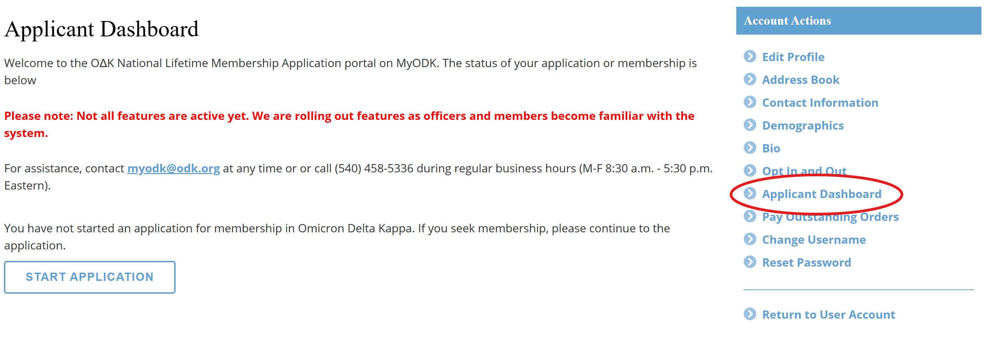 Applicant Dashboard
Welcome to the OΔK National Lifetime Membership Application portal on MyODK. The status of your application or membership is
below
Please note: Not all features are active yet. We are rolling out features as officers and members become familiar with the
system.
For assistance, contact myodk@odk.org at any time or or call (540) 458-5336 during regular business hours (M-F 8:30 a.m. - 5:30 p.m.
Eastern).
You have not started an application for membership in Omicron Delta Kappa. If you seek membership, please continue to the
application.
START APPLICATION
Account Actions
Edit Profile
Address Book
Contact Information
Demographics
Bio
Opt In and Out
Applicant Dashboard
Pay Outstanding Orders
Change Username
Reset Password
Return to User Account